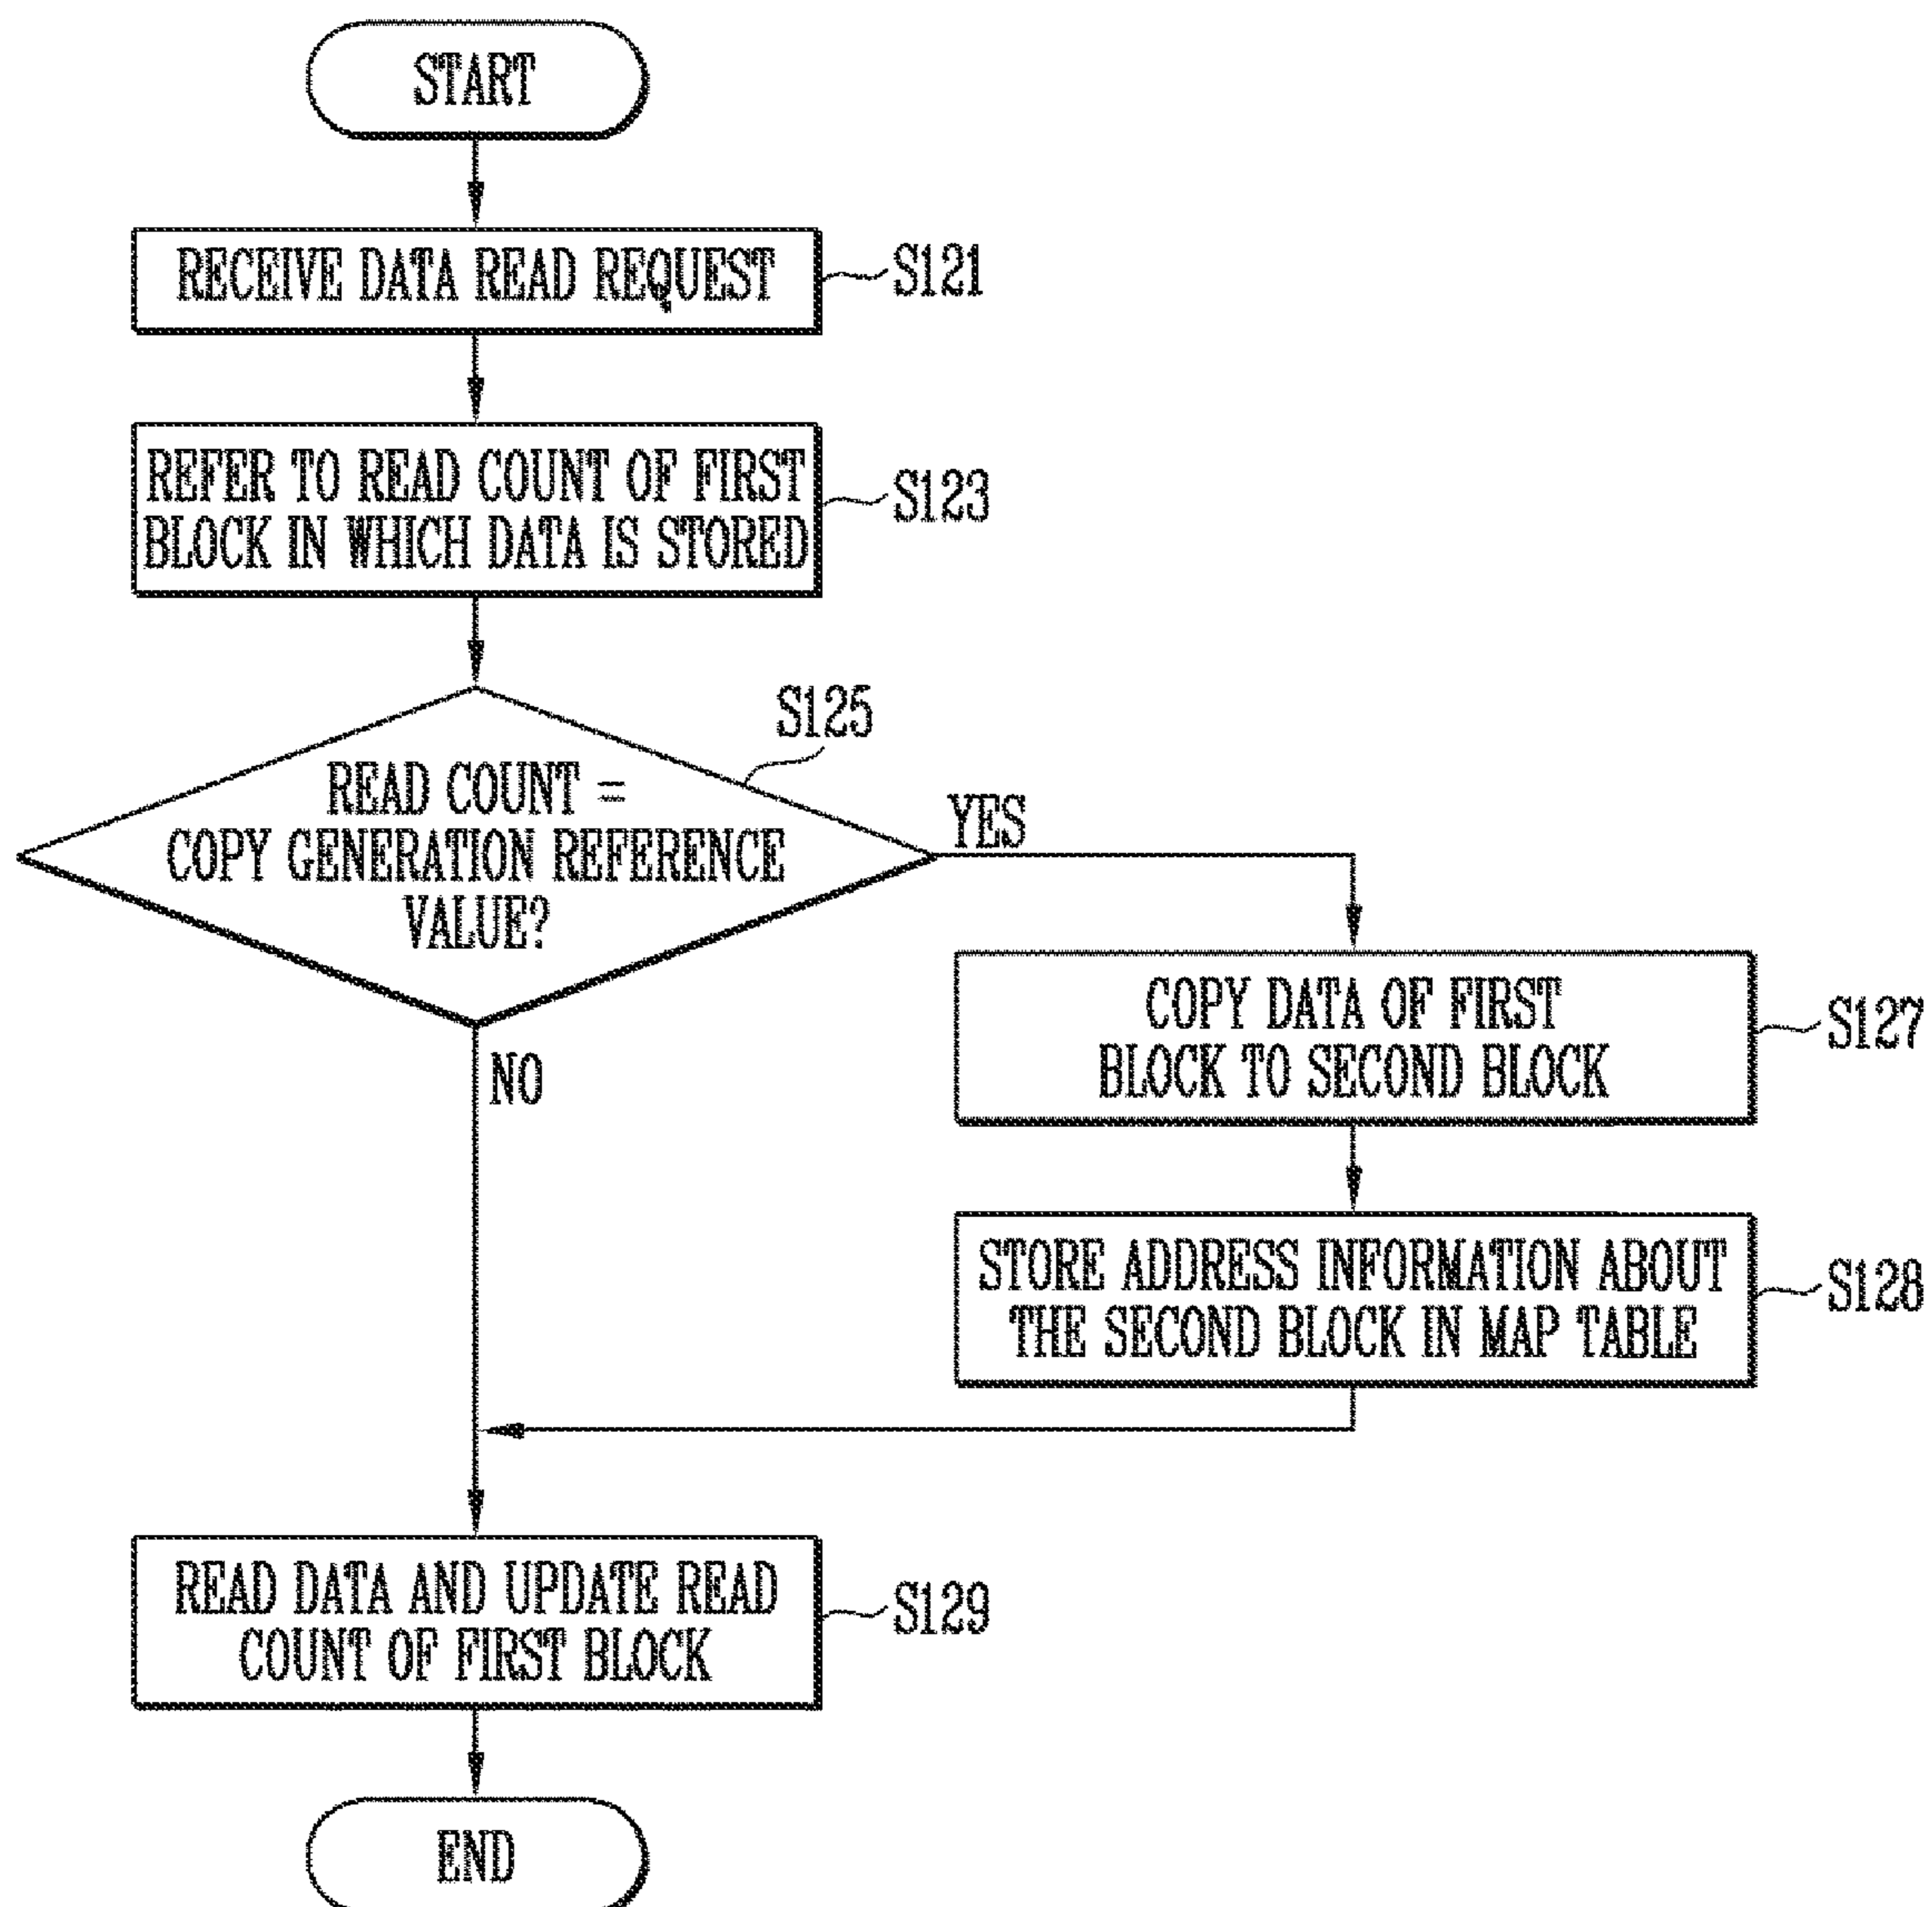 START
RECEIVE DATA READ REQUEST
S121
REFER TO READ COUNT OF FIRST
BLOCK IN WHICH DATA IS STORED
S123
S125
READ COUNT =
COPY GENERATION REFERENCE
VALUE?
YES
NO
COPY DATA OF FIRST
BLOCK TO SECOND BLOCK
S127
STORE ADDRESS INFORMATION ABOUT
THE SECOND BLOCK IN MAP TABLE
S128
READ DATA AND UPDATE READ
COUNT OF FIRST BLOCK
S129
END